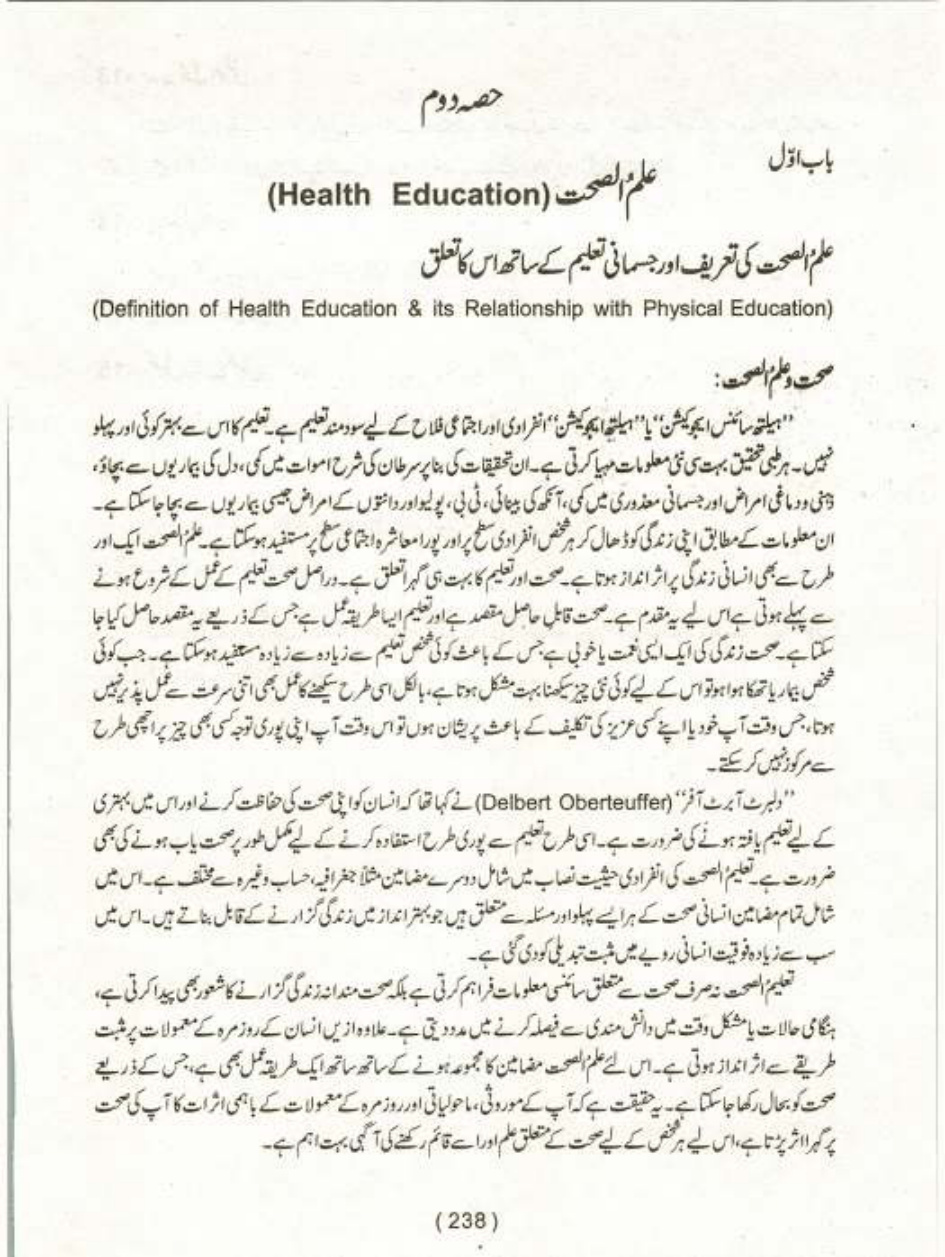 حصہ دوم
باب اوّل
علمُ الصحت (Health Education)
علمُ الصحت کی تعریف اور جسمانی تعلیم کے ساتھ اس کا تعلق
(Definition of Health Education & its Relationship with Physical Education)
صحت و علمُ الصحت:
”ہیلتھ سائنس ایجوکیشن“ یا ”ہیلتھ ایجوکیشن“ انفرادی اور اجتماعی فلاح کے لیے سودمند تعلیم ہے۔ تعلیم کا اس سے بہتر کوئی اور پہلو
نہیں۔ ہر طبی تحقیق بہت سی نئی معلومات مہیا کرتی ہے۔ ان تحقیقات کی بنا پر سرطان کی شرح اموات میں کمی، دل کی بیماریوں سے بچاؤ،
ذہنی و دماغی امراض اور جسمانی معذوری میں کمی، آنکھ کی بینائی، ٹی بی، پولیو اور دانتوں کے امراض جیسی بیماریوں سے بچا جا سکتا ہے۔
ان معلومات کے مطابق اپنی زندگی کو ڈھال کر ہر شخص انفرادی سطح پر اور پورا معاشرہ اجتماعی سطح پر مستفید ہو سکتا ہے۔ علمُ الصحت ایک اور
طرح سے بھی انسانی زندگی پر اثر انداز ہوتا ہے۔ صحت اور تعلیم کا بہت ہی گہرا تعلق ہے۔ دراصل صحت تعلیم کے عمل کے شروع ہونے
سے پہلے ہوتی ہے اس لیے یہ مقدم ہے۔ صحت قابلِ حاصل مقصد ہے اور تعلیم ایسا طریقہ عمل ہے جس کے ذریعے یہ مقصد حاصل کیا جا
سکتا ہے۔ صحت زندگی کی ایک ایسی نعمت یا خوبی ہے جس کے باعث کوئی شخص تعلیم سے زیادہ سے زیادہ مستفید ہو سکتا ہے۔ جب کوئی
شخص بیمار یا تھکا ہوا ہو تو اس کے لیے کوئی نئی چیز سیکھنا بہت مشکل ہوتا ہے، بالکل اسی طرح سیکھنے کا عمل بھی اتنی سرعت سے عمل پذیر نہیں
ہوتا، جس وقت آپ خود یا اپنے کسی عزیز کی تکلیف کے باعث پریشان ہوں تو اس وقت آپ اپنی پوری توجہ کسی بھی چیز پر اچھی طرح
سے مرکوز نہیں کر سکتے۔
”دلبرٹ آبرٹ آفر“ (Delbert Oberteuffer) نے کہا تھا کہ انسان کو اپنی صحت کی حفاظت کرنے اور اس میں بہتری
کے لیے تعلیم یافتہ ہونے کی ضرورت ہے۔ اسی طرح تعلیم سے پوری طرح استفادہ کرنے کے لیے مکمل طور پر صحت یاب ہونے کی بھی
ضرورت ہے۔ تعلیمُ الصحت کی انفرادی حیثیت نصاب میں شامل دوسرے مضامین مثلاً جغرافیہ، حساب وغیرہ سے مختلف ہے۔ اس میں
شامل تمام مضامین انسانی صحت کے ہر ایسے پہلو اور مسئلہ سے متعلق ہیں جو بہتر انداز میں زندگی گزارنے کے قابل بناتے ہیں۔ اس میں
سب سے زیادہ فوقیت انسانی رویے میں مثبت تبدیلی کو دی گئی ہے۔
تعلیمُ الصحت نہ صرف صحت سے متعلق سائنسی معلومات فراہم کرتی ہے بلکہ صحت مندانہ زندگی گزارنے کا شعور بھی پیدا کرتی ہے،
ہنگامی حالات یا مشکل وقت میں دانش مندی سے فیصلہ کرنے میں مدد دیتی ہے۔ علاوہ ازیں انسان کے روزمرہ کے معمولات پر مثبت
طریقے سے اثر انداز ہوتی ہے۔ اس لئے علمُ الصحت مضامین کا مجموعہ ہونے کے ساتھ ساتھ ایک طریقہ عمل بھی ہے، جس کے ذریعے
صحت کو بحال رکھا جا سکتا ہے۔ یہ حقیقت ہے کہ آپ کے موروثی، ماحولیاتی اور روزمرہ کے معمولات کے باہمی اثرات کا آپ کی صحت
پر گہرا اثر پڑتا ہے، اس لیے ہر شخص کے لیے صحت کے متعلق علم اور اسے قائم رکھنے کی آگہی بہت اہم ہے۔
(238)